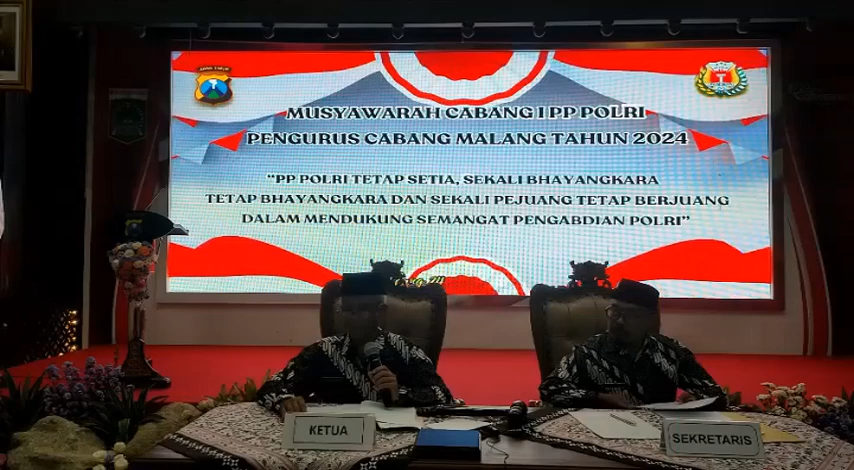 MUSYAWARAH CABANG I PP POLRI
PENGURUS CABANG MALANG TAHUN 2024
"PP POLRI TETAP SETIA, SEKALI BHAYANGKARA
TETAP BHAYANGKARA DAN SEKALI PEJUANG TETAP BERJUANG
DALAM MENDUKUNG SEMANGAT PENGABDIAN POLRI"
KETUA
SEKRETARIS